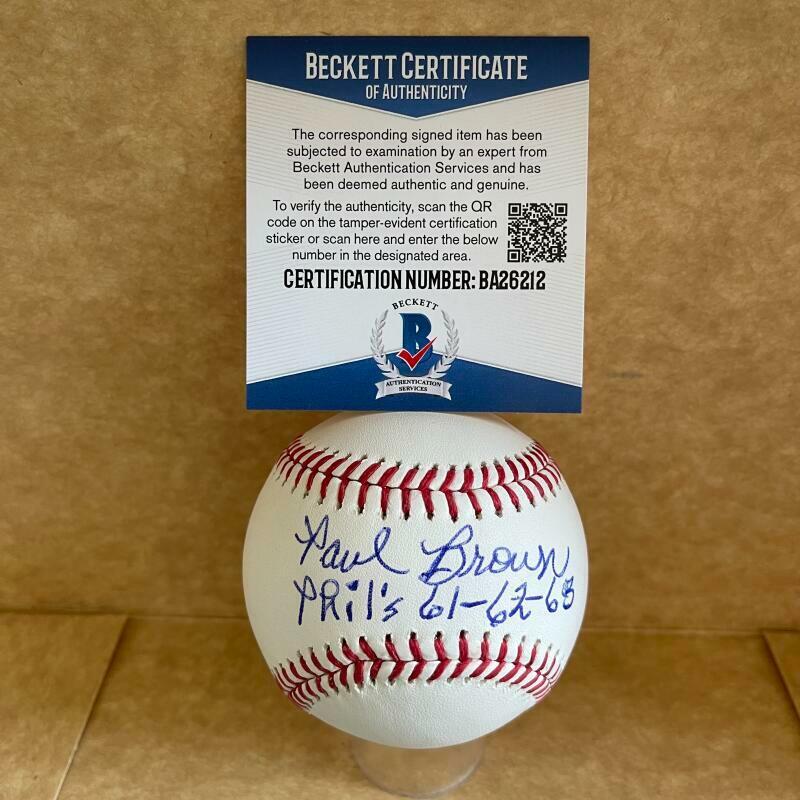 BECKETT CERTIFICATE
OF AUTHENTICITY
The corresponding signed item has been
subjected to examination by an expert from
Beckett Authentication Services and has
been deemed authentic and genuine.
To verify the authenticity, scan the QR
code on the tamper-evident certification
sticker or scan here and enter the below
number in the designated area.
CERTIFICATION NUMBER: BA26212
BECKETT
B
AUTHENTICATION
SERVICES
Paul Brown
Phil's 61-62-68